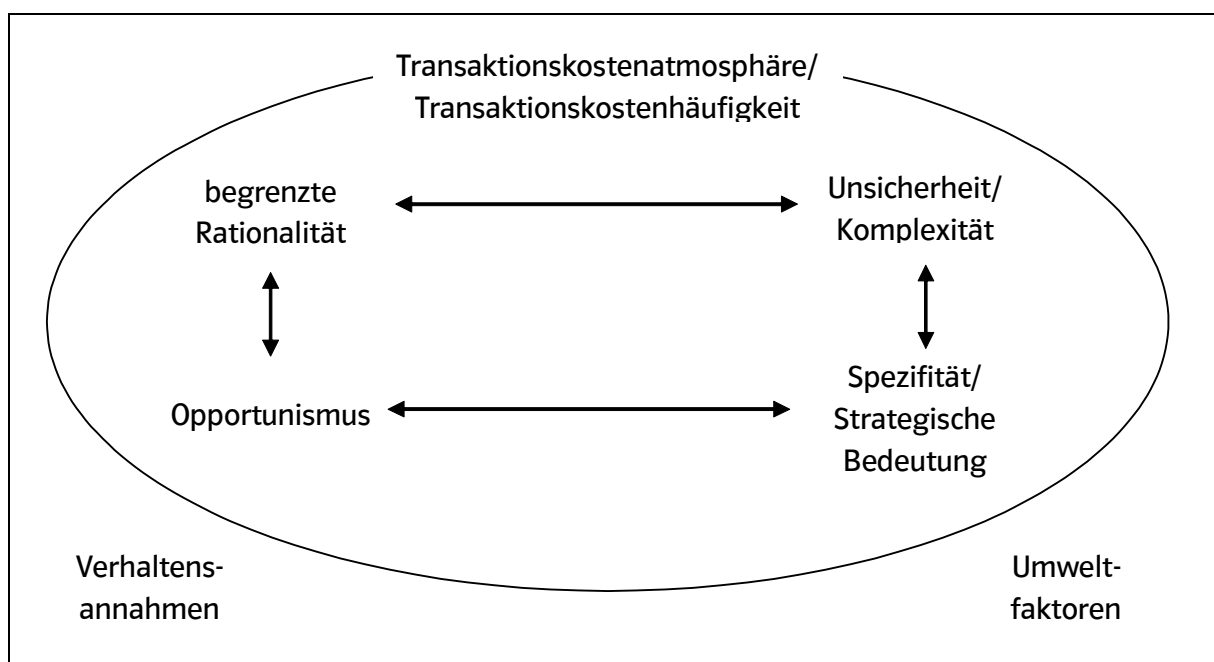 Transaktionskostenatmosphäre/
Transaktionskostenhäufigkeit
begrenzte
Rationalität
Unsicherheit/
Komplexität
Opportunismus
Spezifität/
Strategische
Bedeutung
Verhaltens-
annahmen
Umwelt-
faktoren